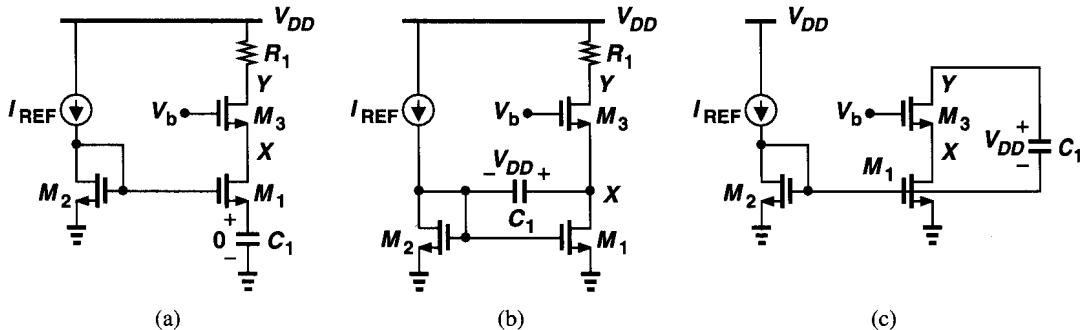 V_DD
R_1
Y
I_REF
V_b
M_3
X
M_2
M_1
+
0
C_1
−
(a)
V_DD
R_1
Y
I_REF
V_b
M_3
− V_DD +
X
C_1
M_2
M_1
(b)
V_DD
Y
I_REF
V_b
M_3
+
V_DD
C_1
X
−
M_1
M_2
(c)